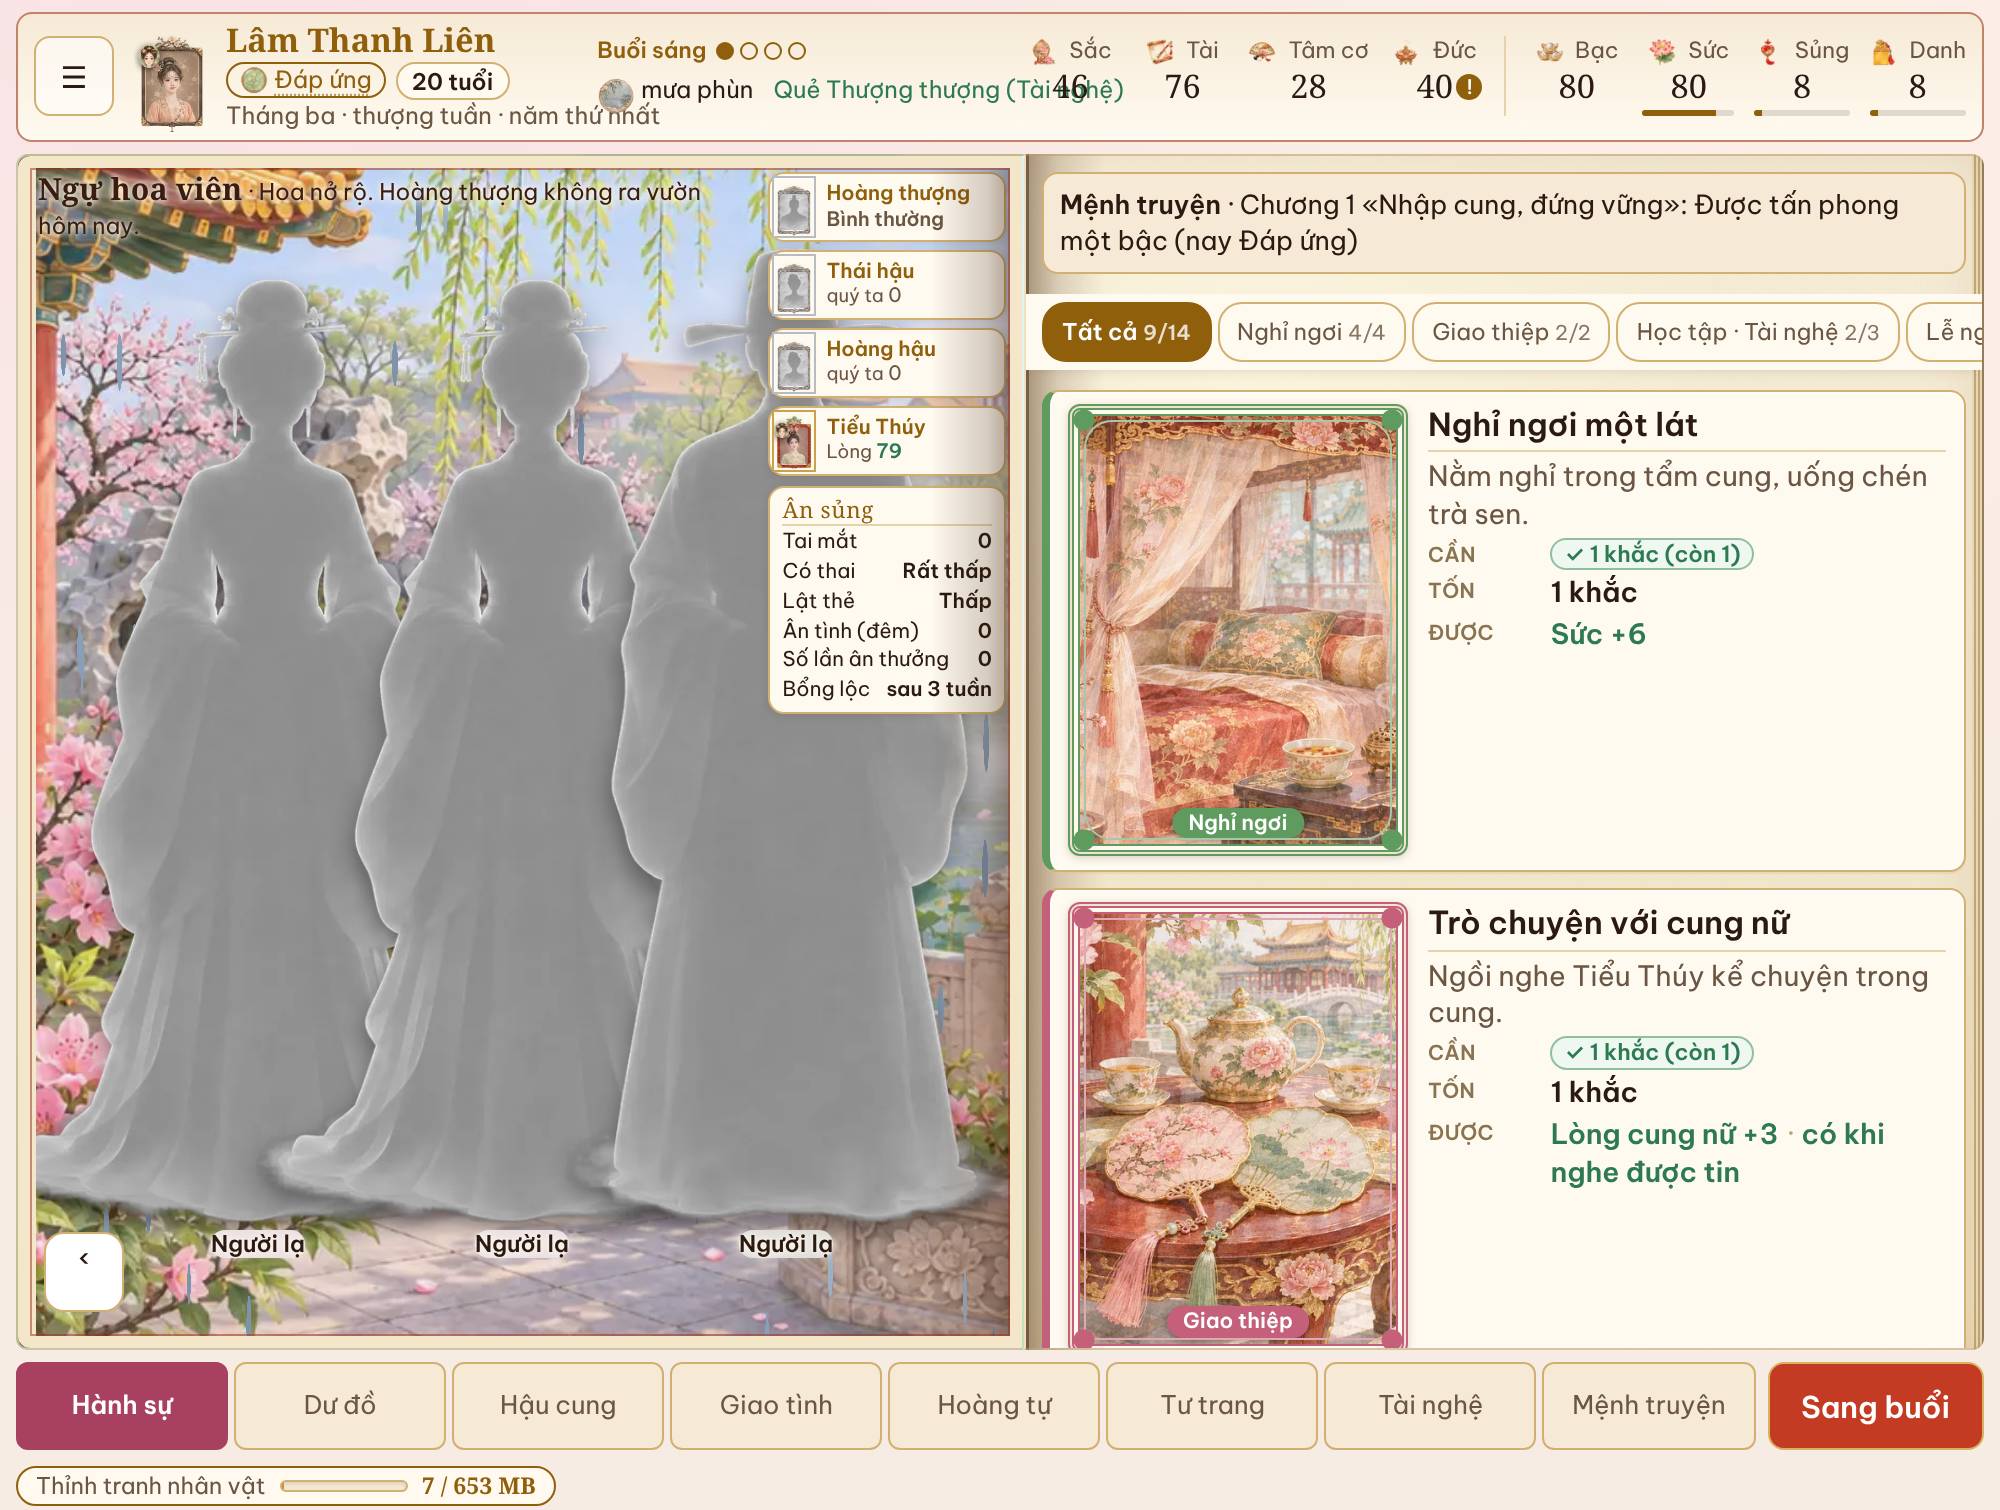 ☰
Lâm Thanh Liên
Đáp ứng
20 tuổi
Tháng ba · thượng tuần · năm thứ nhất
Buổi sáng
mưa phùn
Quẻ Thượng thượng (Tài nghệ)
Sắc
46
Tài
76
Tâm cơ
28
Đức
40 !
Bạc
80
Sức
80
Sủng
8
Danh
8
Ngự hoa viên · Hoa nở rộ. Hoàng thượng không ra vườn
hôm nay.
Hoàng thượng
Bình thường
Thái hậu
quý ta 0
Hoàng hậu
quý ta 0
Tiểu Thúy
Lòng 79
Ân sủng
Tai mắt 0
Có thai Rất thấp
Lật thẻ Thấp
Ân tình (đêm) 0
Số lần ân thưởng 0
Bổng lộc sau 3 tuần
Người lạ
Người lạ
Người lạ
‹
Mệnh truyện · Chương 1 «Nhập cung, đứng vững»: Được tấn phong
một bậc (nay Đáp ứng)
Tất cả 9/14
Nghỉ ngơi 4/4
Giao thiệp 2/2
Học tập · Tài nghệ 2/3
Lễ ng
Nghỉ ngơi
Nghỉ ngơi một lát
Nằm nghỉ trong tẩm cung, uống chén
trà sen.
CẦN ✓ 1 khắc (còn 1)
TỐN 1 khắc
ĐƯỢC Sức +6
Giao thiệp
Trò chuyện với cung nữ
Ngồi nghe Tiểu Thúy kể chuyện trong
cung.
CẦN ✓ 1 khắc (còn 1)
TỐN 1 khắc
ĐƯỢC Lòng cung nữ +3 · có khi
nghe được tin
Hành sự
Dư đồ
Hậu cung
Giao tình
Hoàng tự
Tư trang
Tài nghệ
Mệnh truyện
Sang buổi
Thỉnh tranh nhân vật 7 / 653 MB